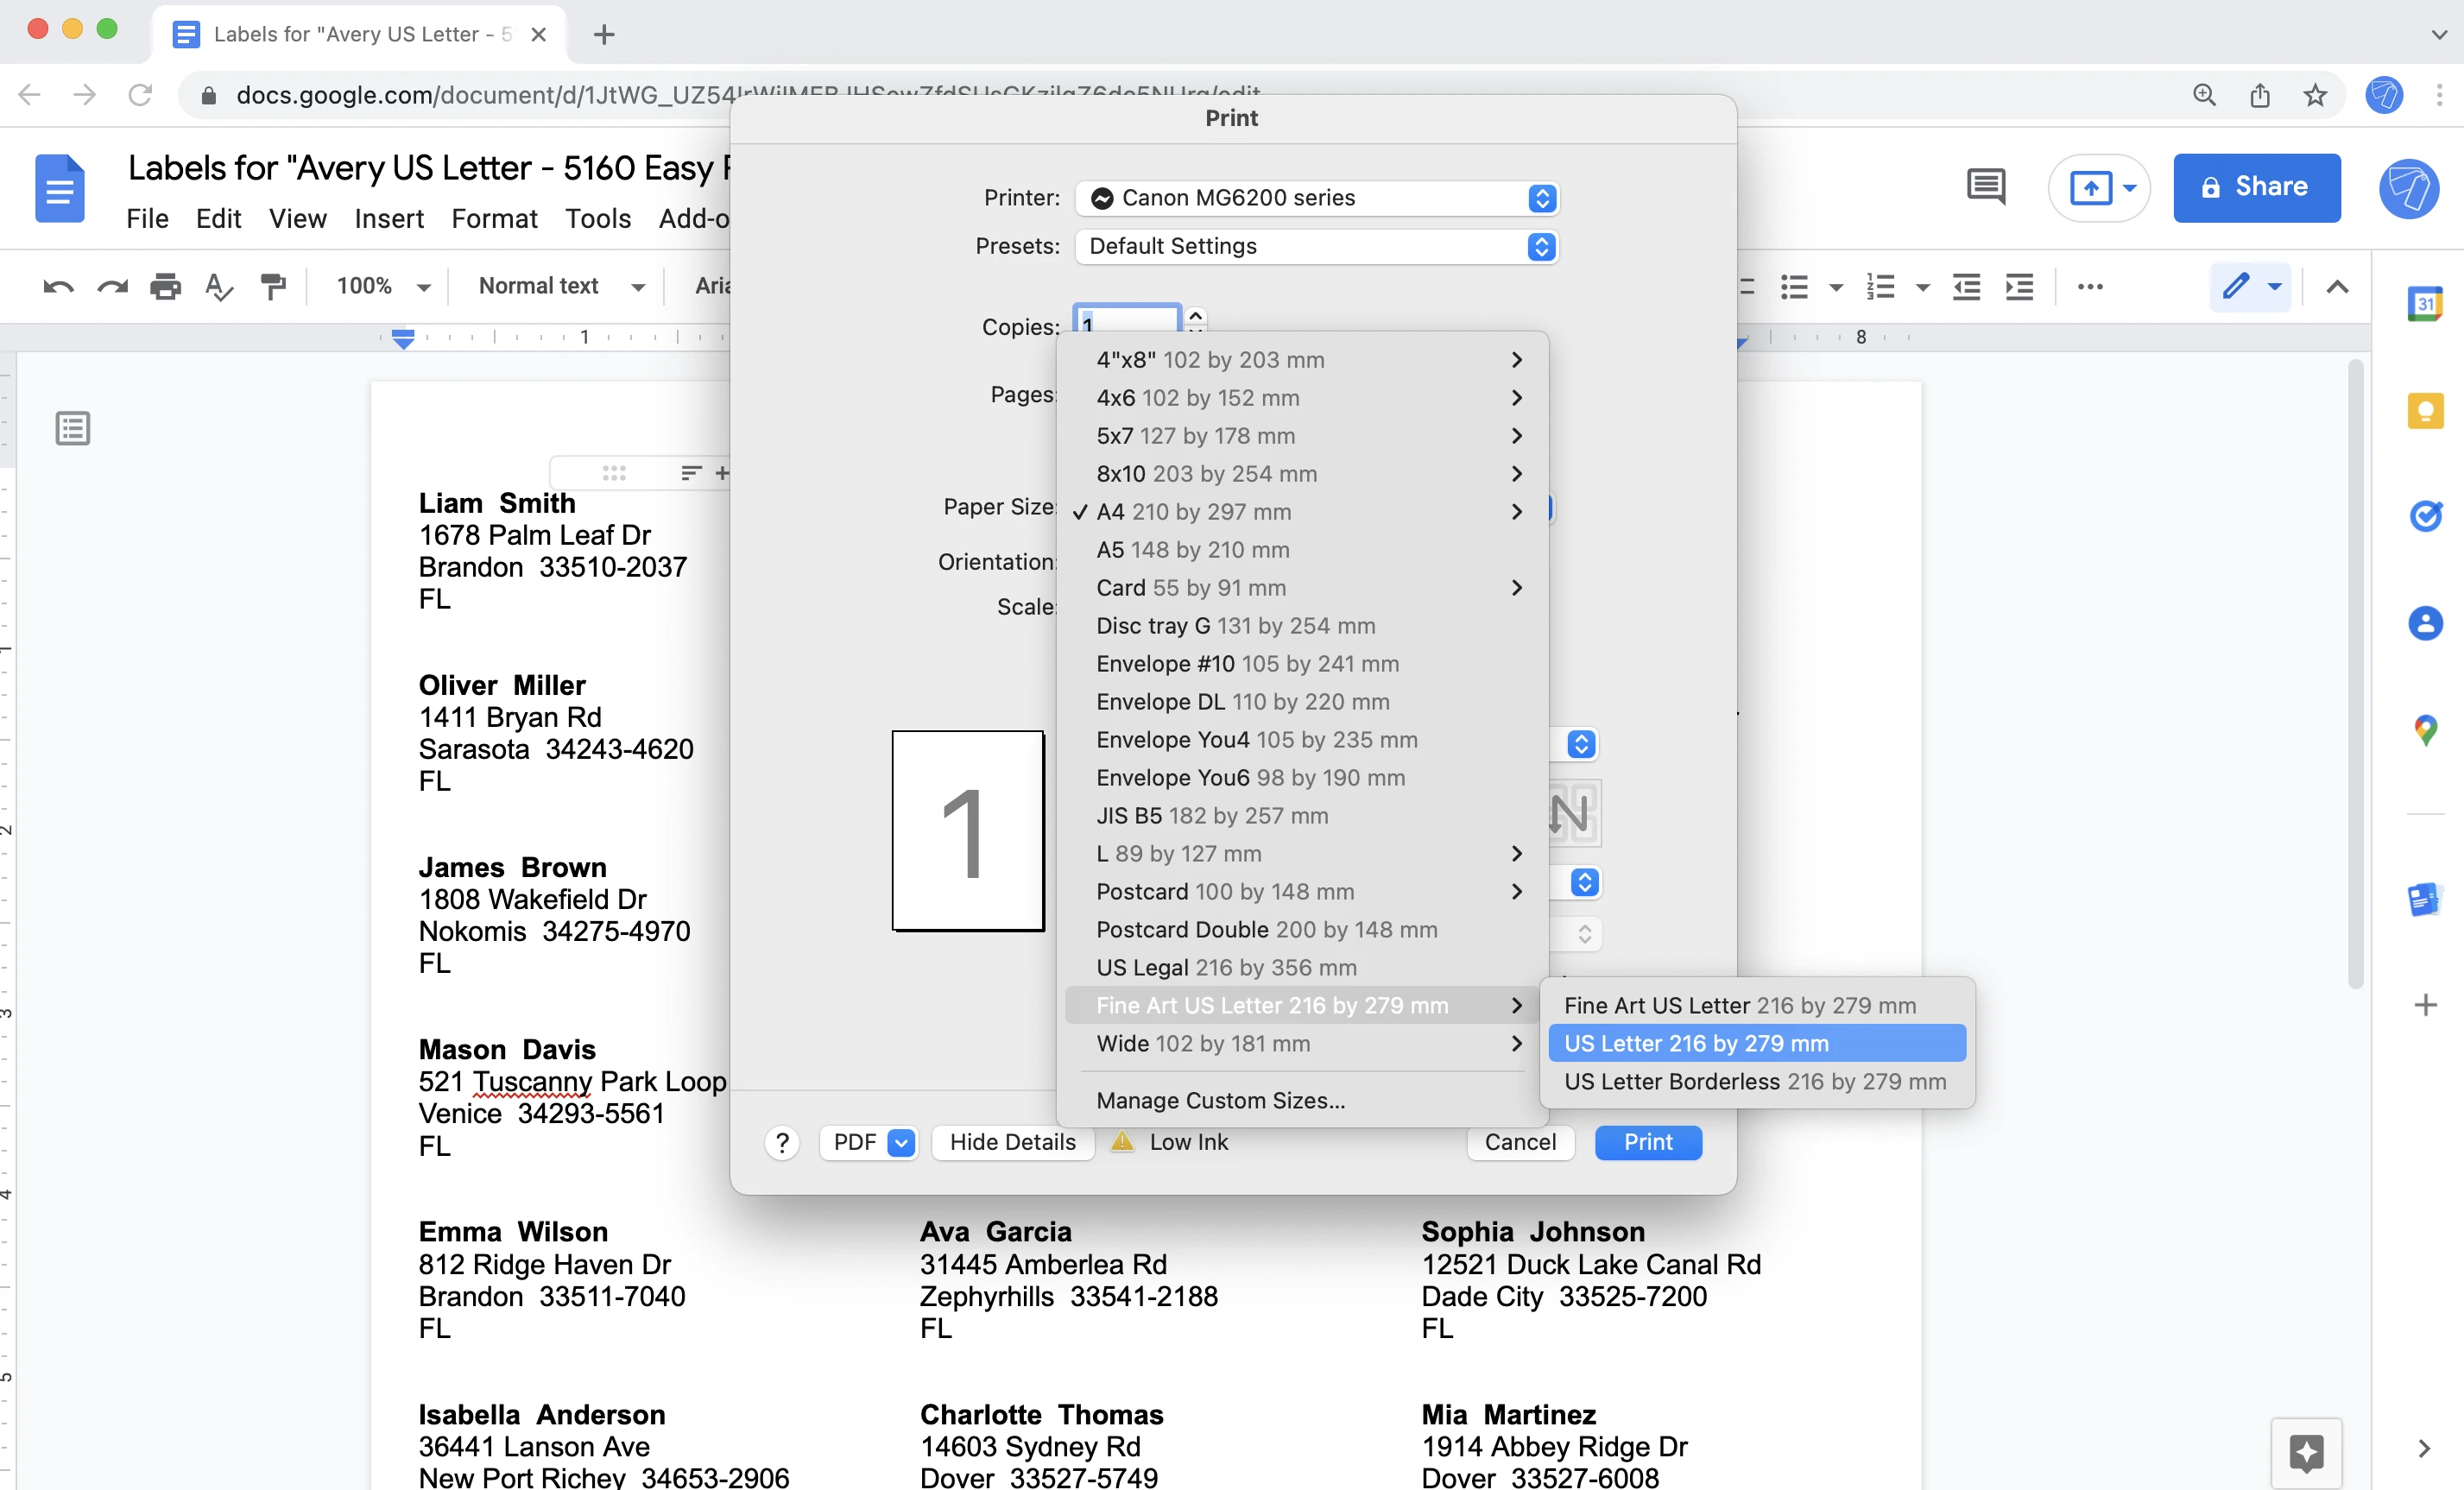 Labels for "Avery US Letter - 5
docs.google.com/document/d/1JtWG_UZ54
Print
Labels for "Avery US Letter - 5160 Easy
File Edit View Insert Format Tools Add-o
Share
Printer: Canon MG6200 series
Presets: Default Settings
100% Normal text Aria
Copies: 1
1
8
Pages:
Paper Size:
Orientation:
Scale:
4"x8" 102 by 203 mm
4x6 102 by 152 mm
5x7 127 by 178 mm
8x10 203 by 254 mm
✓ A4 210 by 297 mm
A5 148 by 210 mm
Card 55 by 91 mm
Disc tray G 131 by 254 mm
Envelope #10 105 by 241 mm
Envelope DL 110 by 220 mm
Envelope You4 105 by 235 mm
Envelope You6 98 by 190 mm
JIS B5 182 by 257 mm
L 89 by 127 mm
Postcard 100 by 148 mm
Postcard Double 200 by 148 mm
US Legal 216 by 356 mm
Fine Art US Letter 216 by 279 mm
Wide 102 by 181 mm
Manage Custom Sizes...
Fine Art US Letter 216 by 279 mm
US Letter 216 by 279 mm
US Letter Borderless 216 by 279 mm
1
? PDF Hide Details Low Ink Cancel Print
31
1
2
3
4
5
Liam Smith
1678 Palm Leaf Dr
Brandon 33510-2037
FL
Oliver Miller
1411 Bryan Rd
Sarasota 34243-4620
FL
James Brown
1808 Wakefield Dr
Nokomis 34275-4970
FL
Mason Davis
521 Tuscanny Park Loop
Venice 34293-5561
FL
Emma Wilson
812 Ridge Haven Dr
Brandon 33511-7040
FL
Ava Garcia
31445 Amberlea Rd
Zephyrhills 33541-2188
FL
Sophia Johnson
12521 Duck Lake Canal Rd
Dade City 33525-7200
FL
Isabella Anderson
36441 Lanson Ave
New Port Richey 34653-2906
Charlotte Thomas
14603 Sydney Rd
Dover 33527-5749
Mia Martinez
1914 Abbey Ridge Dr
Dover 33527-6008